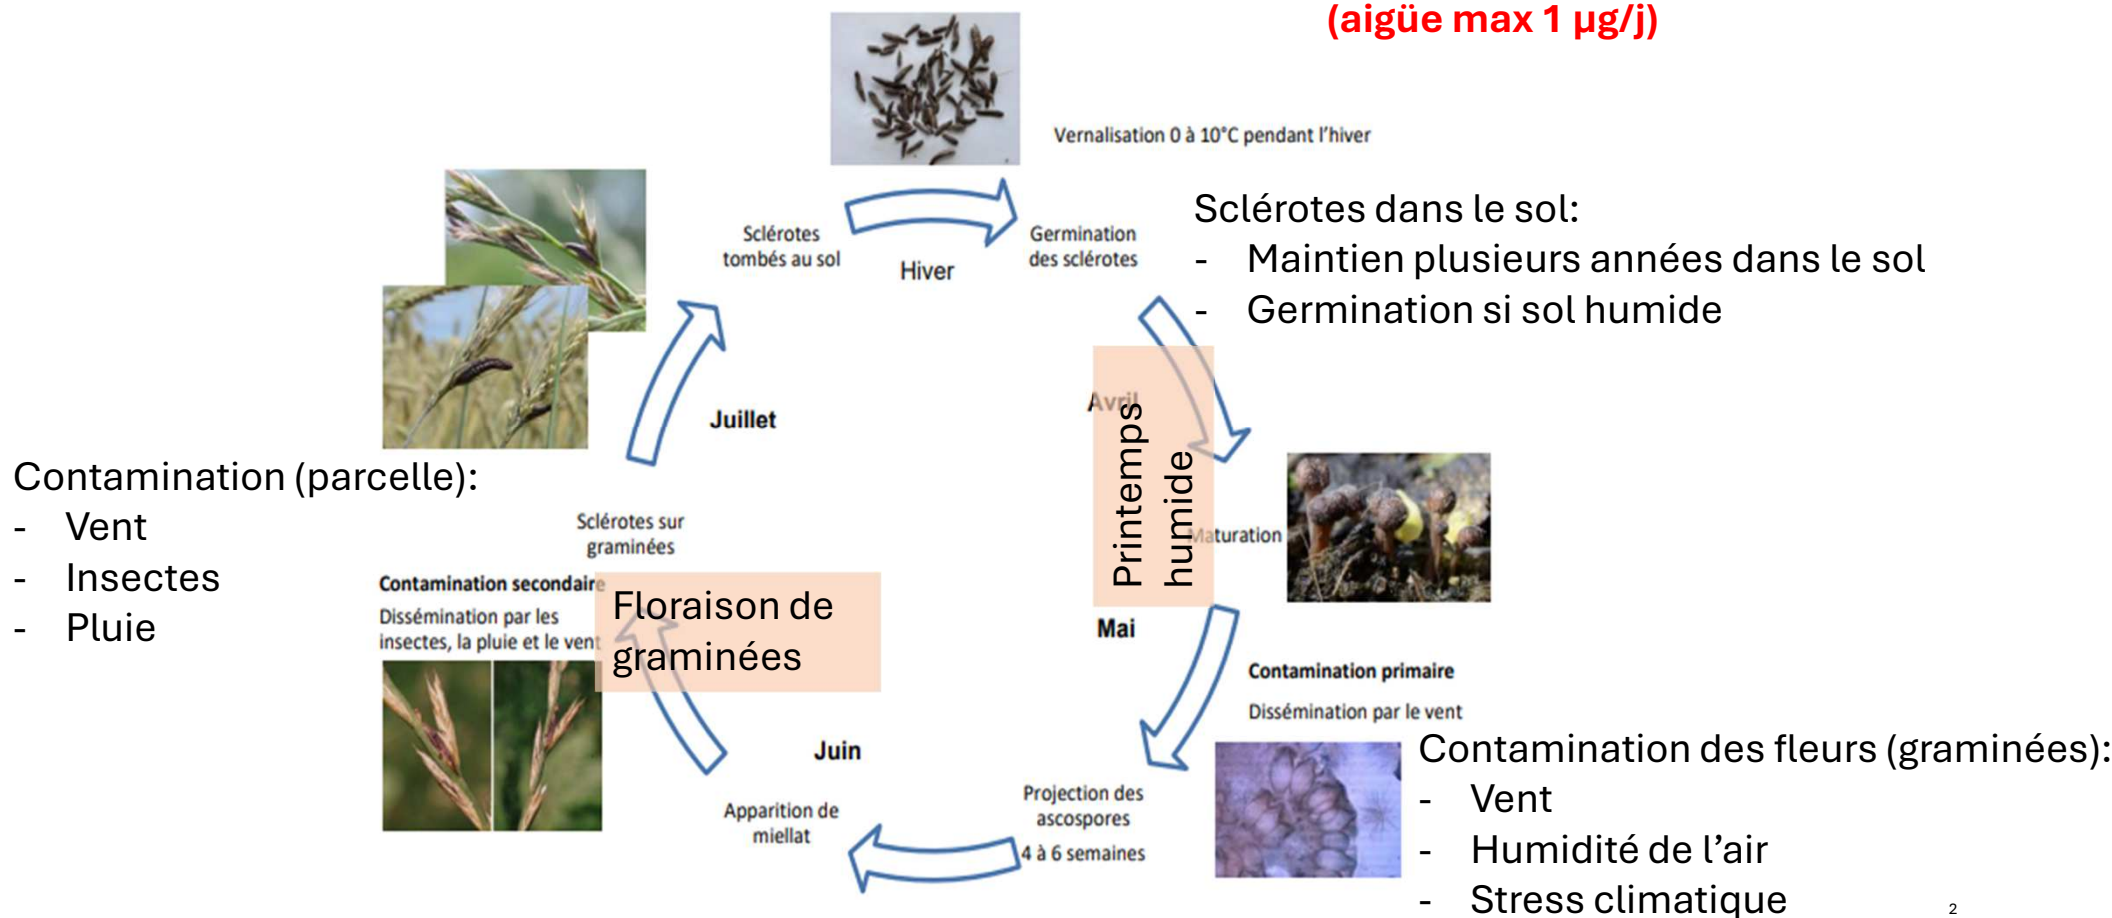 (aigüe max 1 µg/j)
Vernalisation 0 à 10°C pendant l'hiver
Sclérotes
tombés au sol
Hiver
Germination
des sclérotes
Sclérotes dans le sol:
- Maintien plusieurs années dans le sol
- Germination si sol humide
Avril
Printemps
humide
Maturation
Mai
Contamination primaire
Dissémination par le vent
Contamination des fleurs (graminées):
- Vent
- Humidité de l'air
- Stress climatique
Projection des
ascospores
4 à 6 semaines
Apparition de
miellat
Juin
Floraison de
graminées
Contamination secondaire
Dissémination par les
insectes, la pluie et le vent
Sclérotes sur
graminées
Contamination (parcelle):
- Vent
- Insectes
- Pluie
Juillet
2